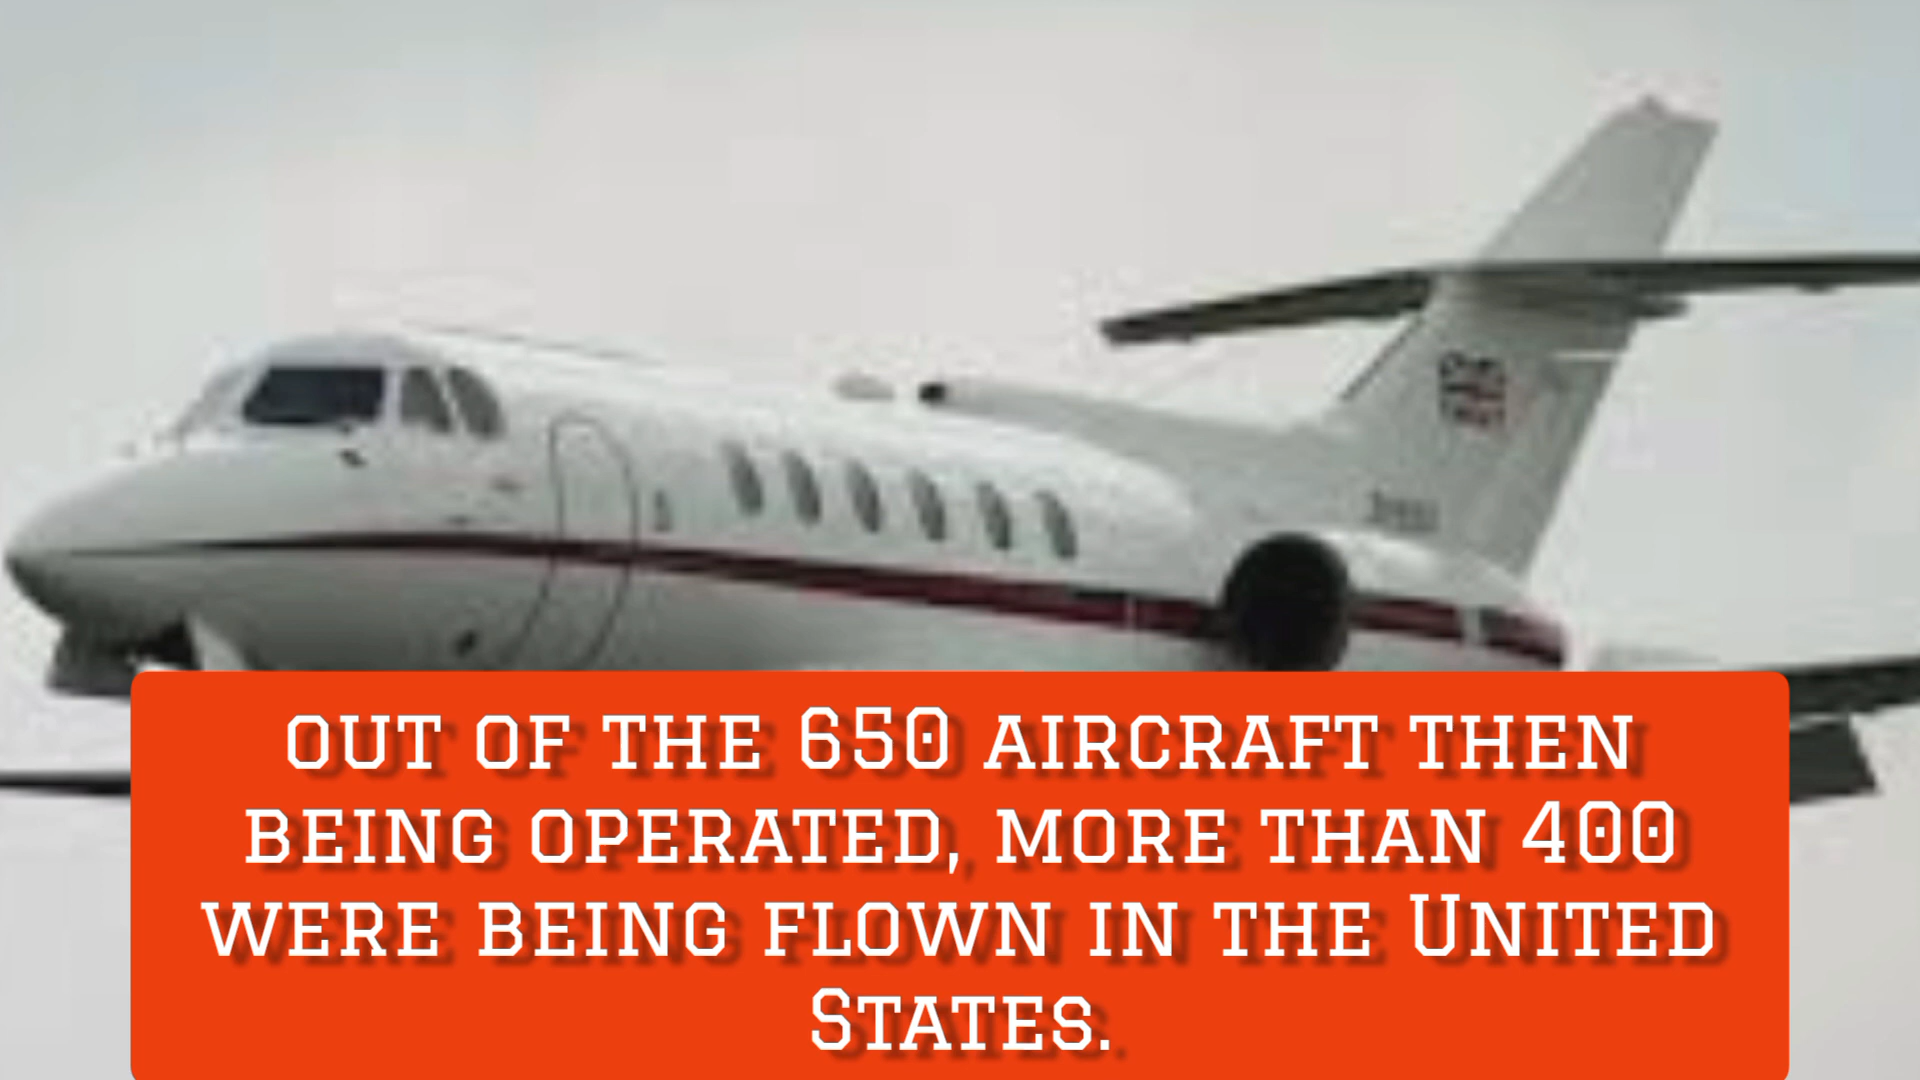 out of the 650 aircraft then
being operated, more than 400
were being flown in the United
States.